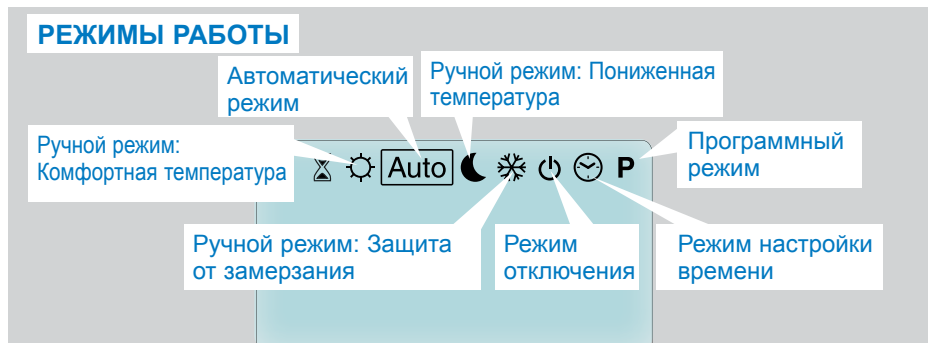 РЕЖИМЫ РАБОТЫ
Автоматический
режим
Ручной режим: Пониженная
температура
Ручной режим:
Комфортная температура
Программный
режим
Auto
P
Ручной режим: Защита
от замерзания
Режим
отключения
Режим настройки
времени